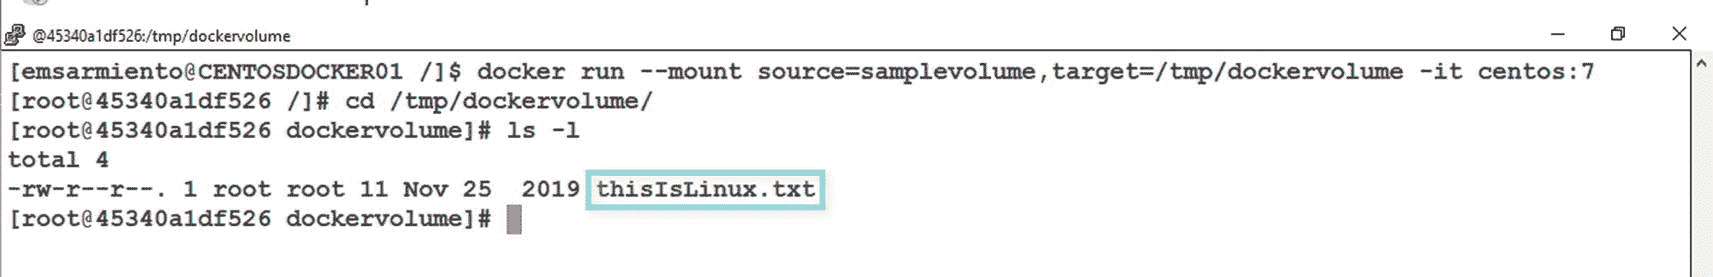 @45340a1df526:/tmp/dockervolume
[emsarmiento@CENTOSDOCKER01 /]$ docker run --mount source=samplevolume,target=/tmp/dockervolume -it centos:7
[root@45340a1df526 /]# cd /tmp/dockervolume/
[root@45340a1df526 dockervolume]# ls -l
total 4
-rw-r--r--. 1 root root 11 Nov 25  2019 thisIsLinux.txt
[root@45340a1df526 dockervolume]#